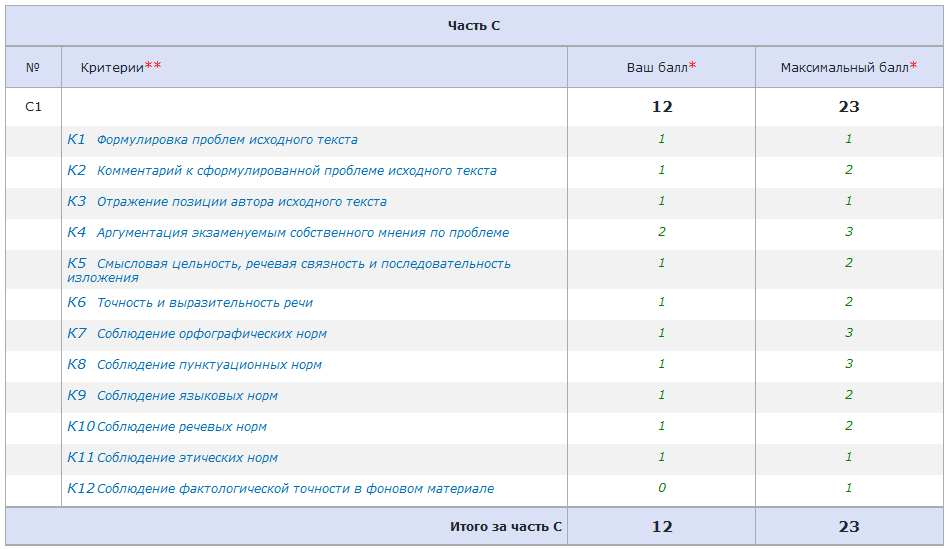 Часть С
№ Критерии** Ваш балл* Максимальный балл*
С1 12 23
К1 Формулировка проблем исходного текста 1 1
К2 Комментарий к сформулированной проблеме исходного текста 1 2
К3 Отражение позиции автора исходного текста 1 1
К4 Аргументация экзаменуемым собственного мнения по проблеме 2 3
К5 Смысловая цельность, речевая связность и последовательность
изложения 1 2
К6 Точность и выразительность речи 1 2
К7 Соблюдение орфографических норм 1 3
К8 Соблюдение пунктуационных норм 1 3
К9 Соблюдение языковых норм 1 2
К10 Соблюдение речевых норм 1 2
К11 Соблюдение этических норм 1 1
К12 Соблюдение фактологической точности в фоновом материале 0 1
Итого за часть С 12 23